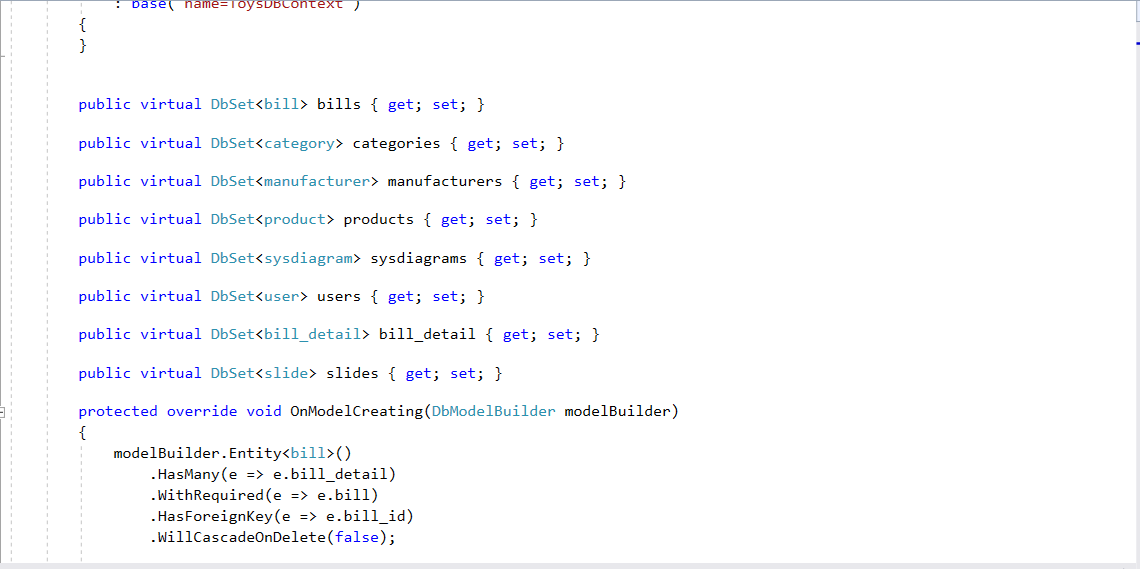 : base("name=ToysDBContext")
{
}
public virtual DbSet<bill> bills { get; set; }
public virtual DbSet<category> categories { get; set; }
public virtual DbSet<manufacturer> manufacturers { get; set; }
public virtual DbSet<product> products { get; set; }
public virtual DbSet<sysdiagram> sysdiagrams { get; set; }
public virtual DbSet<user> users { get; set; }
public virtual DbSet<bill_detail> bill_detail { get; set; }
public virtual DbSet<slide> slides { get; set; }
protected override void OnModelCreating(DbModelBuilder modelBuilder)
{
modelBuilder.Entity<bill>()
.HasMany(e => e.bill_detail)
.WithRequired(e => e.bill)
.HasForeignKey(e => e.bill_id)
.WillCascadeOnDelete(false);